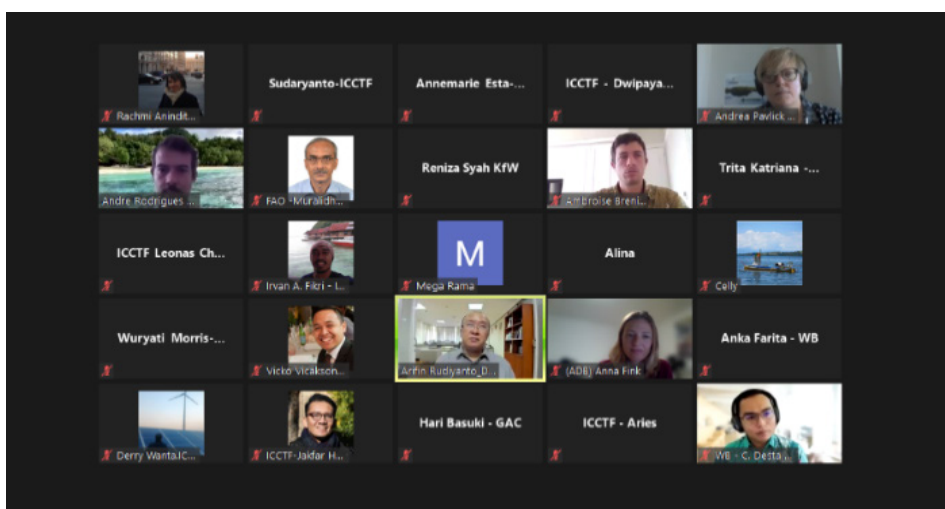 Rachmi Anindit...
Sudaryanto-ICCTF
Annemarie Esta-...
ICCTF - Dwipaya...
Andrea Pavlick ...
Andre Rodrigues ...
FAO -Muralidh...
Reniza Syah KfW
Ambroise Breni...
Trita Katriana -...
ICCTF Leonas Ch...
Irvan A. Fikri - I...
M
Mega Rama
Alina
Celly
Wuryati Morris-...
Vicko Vicakson...
Arifin Rudiyanto_D...
(ADB) Anna Fink
Anka Farita - WB
Derry Wanta.IC...
ICCTF-Jaidar H...
Hari Basuki - GAC
ICCTF - Aries
WB - C. Desta ...